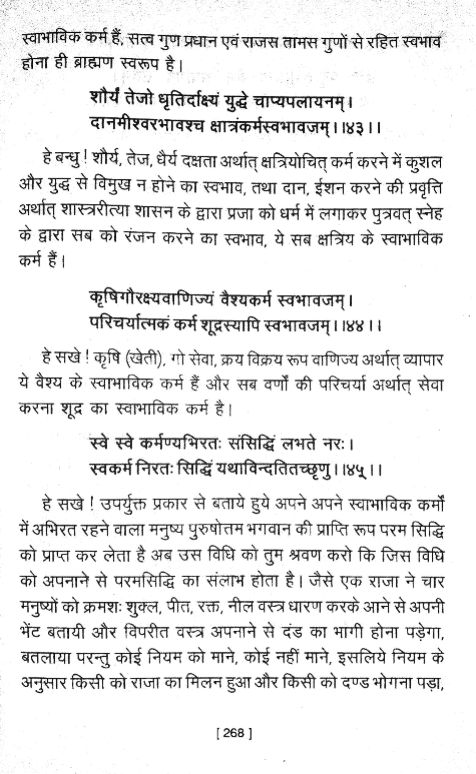 स्वाभाविक कर्म हैं, सत्व गुण प्रधान एवं राजस तामस गुणों से रहित स्वभाव
होना ही ब्राह्मण स्वरूप है।
शौर्यं तेजो धृतिर्दाक्ष्यं युद्धे चाप्यपलायनम्।
दानमीश्वरभावश्च क्षात्रंकर्मस्वभावजम्।।४३।।
हे बन्धु ! शौर्य, तेज, धैर्य दक्षता अर्थात् क्षत्रियोचित् कर्म करने में कुशल
और युद्ध से विमुख न होने का स्वभाव, तथा दान, ईशन करने की प्रवृत्ति
अर्थात् शास्त्ररीत्या शासन के द्वारा प्रजा को धर्म में लगाकर पुत्रवत् स्नेह
के द्वारा सब को रंजन करने का स्वभाव, ये सब क्षत्रिय के स्वाभाविक
कर्म हैं।
कृषिगौरक्ष्यवाणिज्यं वैश्यकर्म स्वभावजम्।
परिचर्यात्मकं कर्म शूद्रस्यापि स्वभावजम्।।४४।।
हे सखे ! कृषि (खेती), गो सेवा, क्रय विक्रय रूप वाणिज्य अर्थात् व्यापार
ये वैश्य के स्वाभाविक कर्म हैं और सब वर्णों की परिचर्या अर्थात् सेवा
करना शूद्र का स्वाभाविक कर्म है।
स्वे स्वे कर्मण्यभिरतः संसिद्धिं लभते नरः।
स्वकर्म निरतः सिद्धिं यथाविन्दतितच्छृणु।।४५।।
हे सखे ! उपर्युक्त प्रकार से बताये हुये अपने अपने स्वाभाविक कर्मों
में अभिरत रहने वाला मनुष्य पुरुषोतम भगवान की प्राप्ति रूप परम सिद्धि
को प्राप्त कर लेता है अब उस विधि को तुम श्रवण करो कि जिस विधि
को अपनाने से परमसिद्धि का संलाभ होता है। जैसे एक राजा ने चार
मनुष्यों को क्रमशः शुक्ल, पीत, रक्त, नील वस्त्र धारण करके आने से अपनी
भेंट बतायी और विपरीत वस्त्र अपनाने से दंड का भागी होना पड़ेगा,
बतलाया परन्तु कोई नियम को माने, कोई नहीं माने, इसलिये नियम के
अनुसार किसी को राजा का मिलन हुआ और किसी को दण्ड भोगना पड़ा,
[ 268 ]